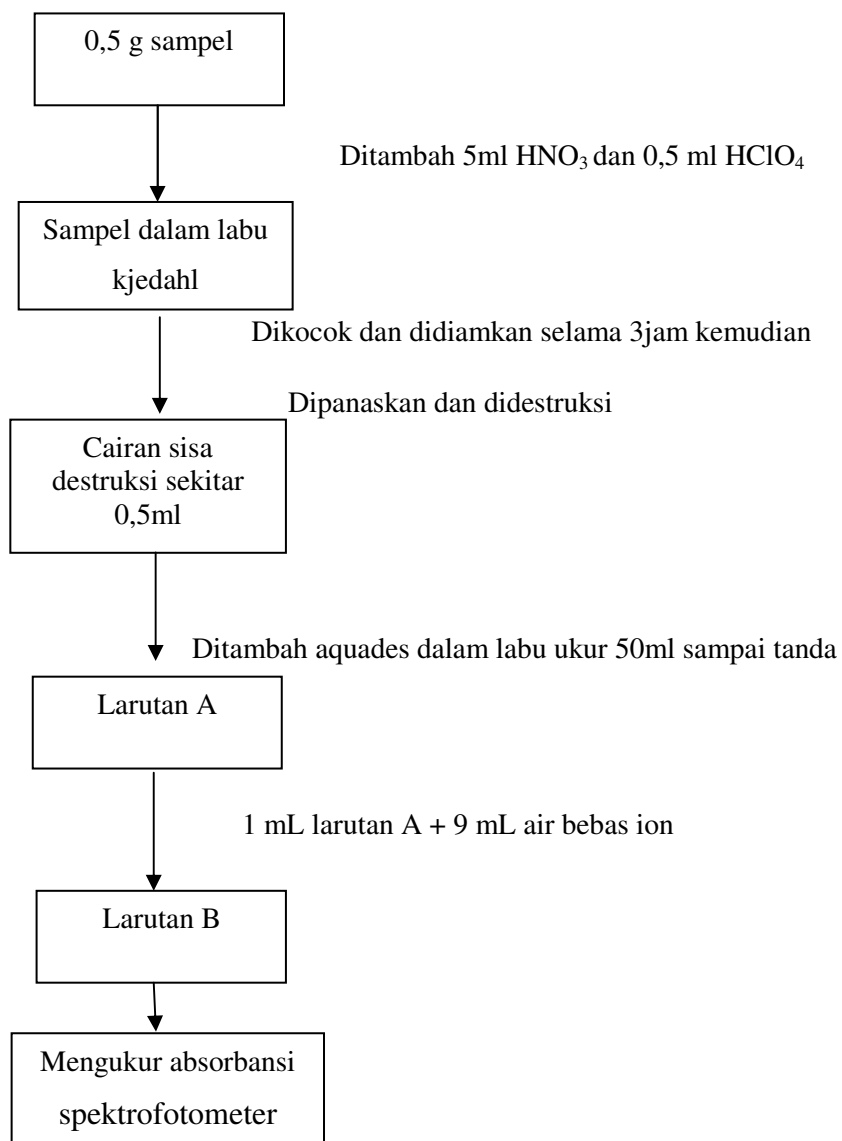 0,5 g sampel
Ditambah 5ml HNO₃ dan 0,5 ml HClO₄
Sampel dalam labu
kjedahl
Dikocok dan didiamkan selama 3jam kemudian
Dipanaskan dan didestruksi
Cairan sisa
destruksi sekitar
0,5ml
Ditambah aquades dalam labu ukur 50ml sampai tanda
Larutan A
1 mL larutan A + 9 mL air bebas ion
Larutan B
Mengukur absorbansi
spektrofotometer